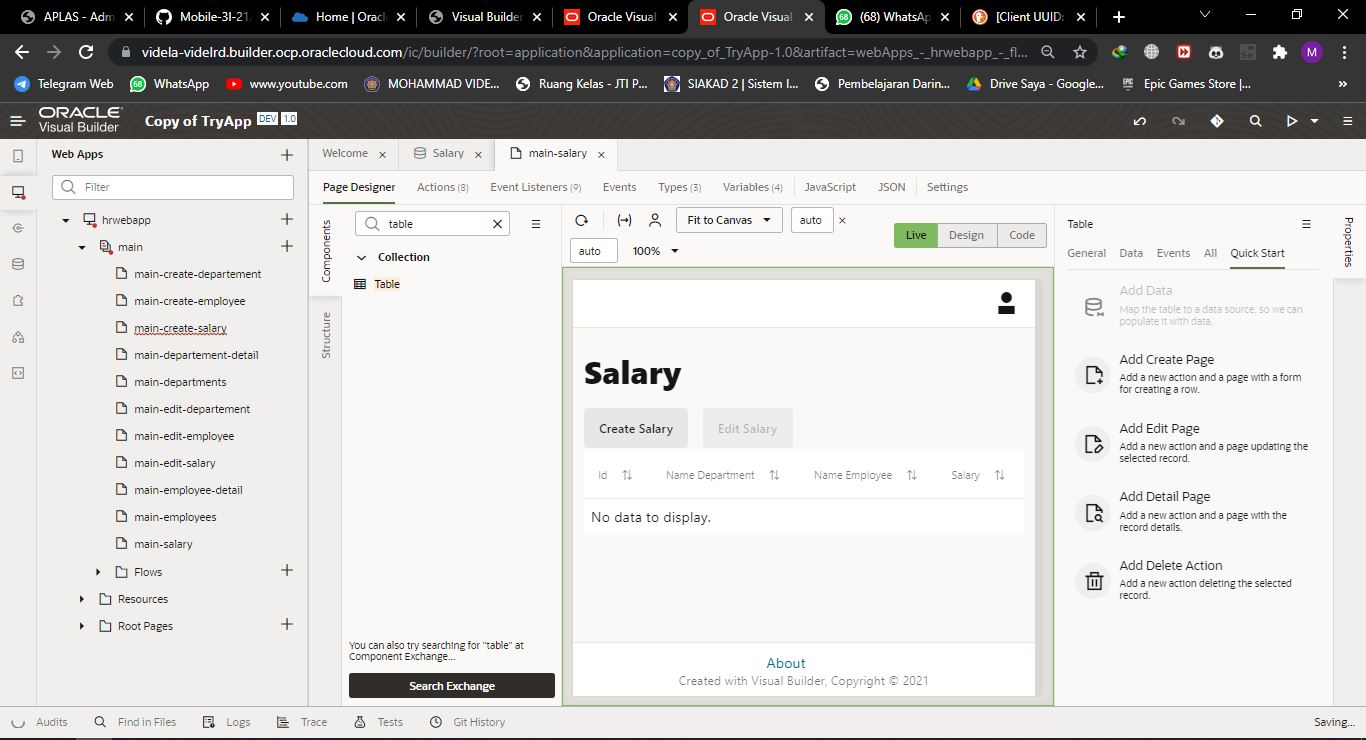 APLAS - Adm
Mobile-3I-21
Home | Orac
Visual Builder
Oracle Visual
Oracle Visual
(68) WhatsAp
[Client UUID:
videla-videlrd.builder.ocp.oraclecloud.com/ic/builder/?root=application&application=copy_of_TryApp-1.0&artifact=webApps_-_hrwebapp_-_fl...
M
Telegram Web
WhatsApp
www.youtube.com
MOHAMMAD VIDE...
Ruang Kelas - JTI P...
SIAKAD 2 | Sistem I...
Pembelajaran Darin...
Drive Saya - Google...
Epic Games Store |...
»
ORACLE
Visual Builder
Copy of TryApp
DEV
1.0
Web Apps
Filter
hrwebapp
main
main-create-departement
main-create-employee
main-create-salary
main-departement-detail
main-departments
main-edit-departement
main-edit-employee
main-edit-salary
main-employee-detail
main-employees
main-salary
Flows
Resources
Root Pages
Welcome
Salary
main-salary
Page Designer
Actions (8)
Event Listeners (9)
Events
Types (3)
Variables (4)
JavaScript
JSON
Settings
Components
Structure
table
Collection
Table
You can also try searching for "table" at
Component Exchange...
Search Exchange
Fit to Canvas
auto
auto
100%
Live
Design
Code
Salary
Create Salary
Edit Salary
Id
Name Department
Name Employee
Salary
No data to display.
About
Created with Visual Builder, Copyright © 2021
Table
Properties
General
Data
Events
All
Quick Start
Add Data
Map the table to a data source, so we can
populate it with data.
Add Create Page
Add a new action and a page with a form
for creating a row.
Add Edit Page
Add a new action and a page updating the
selected record.
Add Detail Page
Add a new action and a page with the
record details.
Add Delete Action
Add a new action deleting the selected
record.
Audits
Find in Files
Logs
Trace
Tests
Git History
Saving...